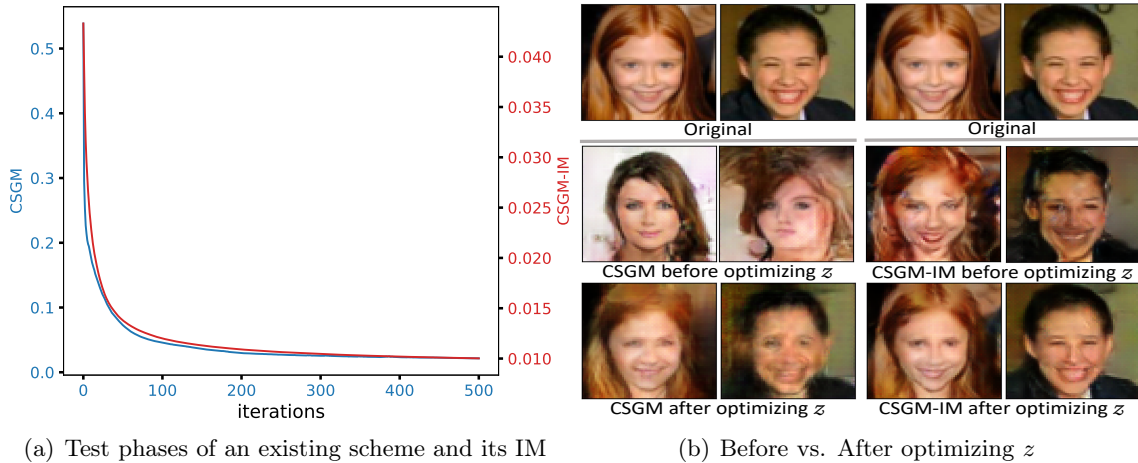 0.5
0.4
0.3
0.2
0.1
0.0
CSGM
0.040
0.035
0.030
0.025
0.020
0.015
0.010
CSGM-IM
0 100 200 300 400 500
iterations
(a) Test phases of an existing scheme and its IM
Original
Original
CSGM before optimizing z
CSGM-IM before optimizing z
CSGM after optimizing z
CSGM-IM after optimizing z
(b) Before vs. After optimizing z